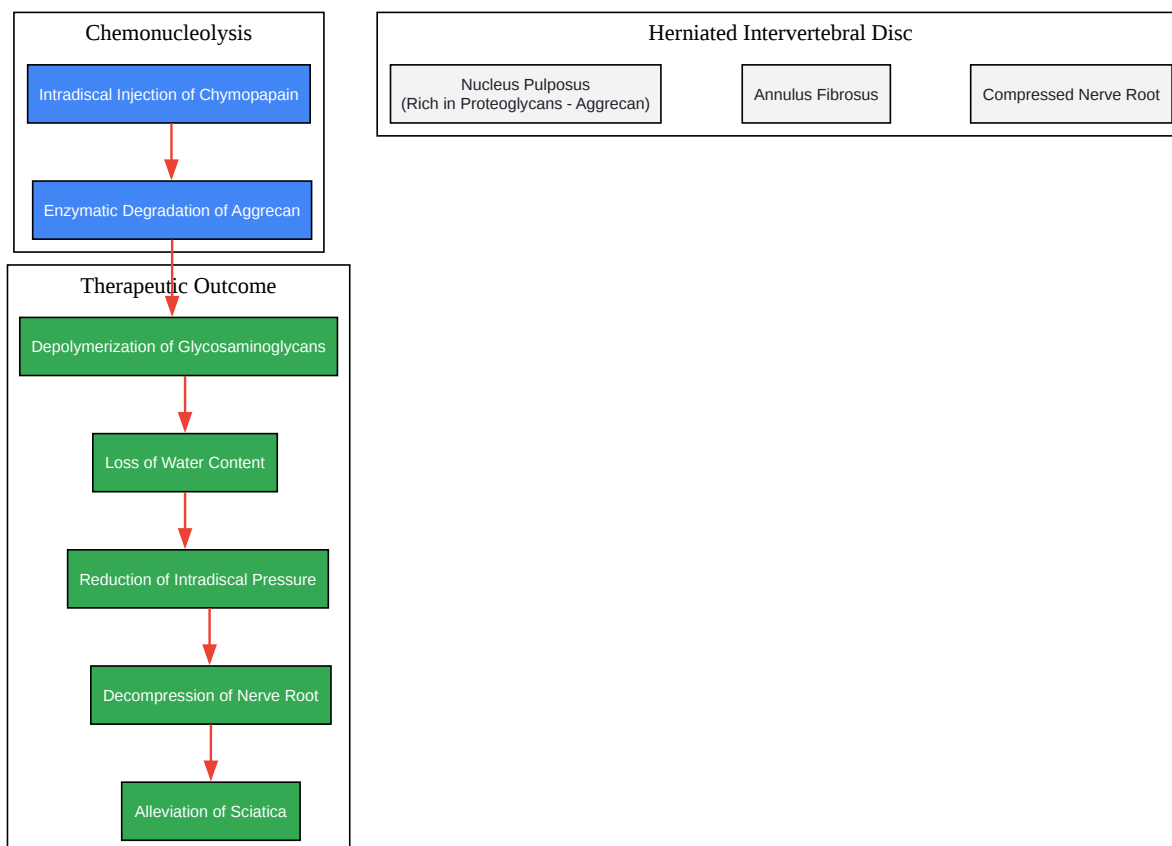 Chemonucleolysis
Intradiscal Injection of Chymopapain
Enzymatic Degradation of Aggrecan
Herniated Intervertebral Disc
Nucleus Pulposus
(Rich in Proteoglycans - Aggrecan)
Annulus Fibrosus
Compressed Nerve Root
Therapeutic Outcome
Depolymerization of Glycosaminoglycans
Loss of Water Content
Reduction of Intradiscal Pressure
Decompression of Nerve Root
Alleviation of Sciatica